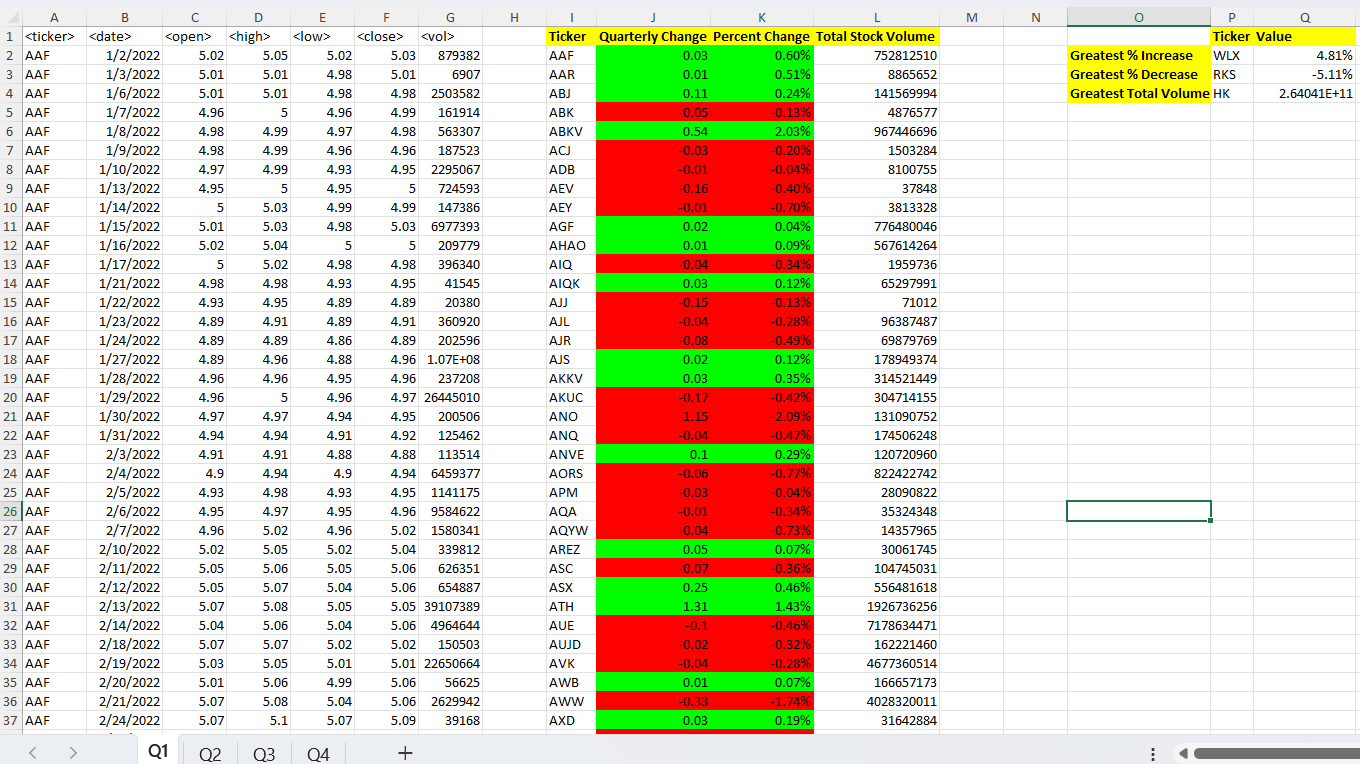 A B C D E F G H I J K L M N O P Q
1 <ticker> <date> <open> <high> <low> <close> <vol> Ticker Quarterly Change Percent Change Total Stock Volume Ticker Value
2 AAF 1/2/2022 5.02 5.05 5.02 5.03 879382 AAF 0.03 0.60% 752812510 Greatest % Increase WLX 4.81%
3 AAF 1/3/2022 5.01 5.01 4.98 5.01 6907 AAR 0.01 0.51% 8865652 Greatest % Decrease RKS -5.11%
4 AAF 1/6/2022 5.01 5.01 4.98 4.98 2503582 ABJ 0.11 0.24% 141569994 Greatest Total Volume HK 2.64041E+11
5 AAF 1/7/2022 4.96 5 4.96 4.99 161914 ABK -0.05 -0.13% 4876577
6 AAF 1/8/2022 4.98 4.99 4.97 4.98 563307 ABKV 0.54 2.03% 967446696
7 AAF 1/9/2022 4.98 4.99 4.96 4.96 187523 ACJ -0.03 -0.20% 1503284
8 AAF 1/10/2022 4.97 4.99 4.93 4.95 2295067 ADB -0.01 -0.04% 8100755
9 AAF 1/13/2022 4.95 5 4.95 5 724593 AEV -0.16 -0.40% 37848
10 AAF 1/14/2022 5 5.03 4.99 4.99 147386 AEY -0.01 -0.70% 3813328
11 AAF 1/15/2022 5.01 5.03 4.98 5.03 6977393 AGF 0.02 0.04% 776480046
12 AAF 1/16/2022 5.02 5.04 5 5 209779 AHAO 0.01 0.09% 567614264
13 AAF 1/17/2022 5 5.02 4.98 4.98 396340 AIQ -0.04 -0.34% 1959736
14 AAF 1/21/2022 4.98 4.98 4.93 4.95 41545 AIQK 0.03 0.12% 65297991
15 AAF 1/22/2022 4.93 4.95 4.89 4.89 20380 AJJ -0.15 -0.13% 71012
16 AAF 1/23/2022 4.89 4.91 4.89 4.91 360920 AJL -0.04 -0.28% 96387487
17 AAF 1/24/2022 4.89 4.89 4.86 4.89 202596 AJR -0.08 -0.49% 69879769
18 AAF 1/27/2022 4.89 4.96 4.88 4.96 1.07E+08 AJS 0.02 0.12% 178949374
19 AAF 1/28/2022 4.96 4.96 4.95 4.96 237208 AKKV 0.03 0.35% 314521449
20 AAF 1/29/2022 4.96 5 4.96 4.97 26445010 AKUC -0.17 -0.42% 304714155
21 AAF 1/30/2022 4.97 4.97 4.94 4.95 200506 ANO -1.15 -2.09% 131090752
22 AAF 1/31/2022 4.94 4.94 4.91 4.92 125462 ANQ -0.04 -0.47% 174506248
23 AAF 2/3/2022 4.91 4.91 4.88 4.88 113514 ANVE 0.1 0.29% 120720960
24 AAF 2/4/2022 4.9 4.94 4.9 4.94 6459377 AORS -0.06 -0.77% 822422742
25 AAF 2/5/2022 4.93 4.98 4.93 4.95 1141175 APM -0.03 -0.04% 28090822
26 AAF 2/6/2022 4.95 4.97 4.95 4.96 9584622 AQA -0.01 -0.34% 35324348
27 AAF 2/7/2022 4.96 5.02 4.96 5.02 1580341 AQYW -0.04 -0.73% 14357965
28 AAF 2/10/2022 5.02 5.05 5.02 5.04 339812 AREZ 0.05 0.07% 30061745
29 AAF 2/11/2022 5.05 5.06 5.05 5.06 626351 ASC -0.07 -0.36% 104745031
30 AAF 2/12/2022 5.05 5.07 5.04 5.06 654887 ASX 0.25 0.46% 556481618
31 AAF 2/13/2022 5.07 5.08 5.05 5.05 39107389 ATH 1.31 1.43% 1926736256
32 AAF 2/14/2022 5.04 5.06 5.04 5.06 4964644 AUE -0.1 -0.46% 7178634471
33 AAF 2/18/2022 5.07 5.07 5.02 5.02 150503 AUJD -0.02 -0.32% 162221460
34 AAF 2/19/2022 5.03 5.05 5.01 5.01 22650664 AVK -0.04 -0.28% 4677360514
35 AAF 2/20/2022 5.01 5.06 4.99 5.06 56625 AWB 0.01 0.07% 166657173
36 AAF 2/21/2022 5.07 5.08 5.04 5.06 2629942 AWW -0.33 -1.74% 4028320011
37 AAF 2/24/2022 5.07 5.1 5.07 5.09 39168 AXD 0.03 0.19% 31642884
Q1 Q2 Q3 Q4